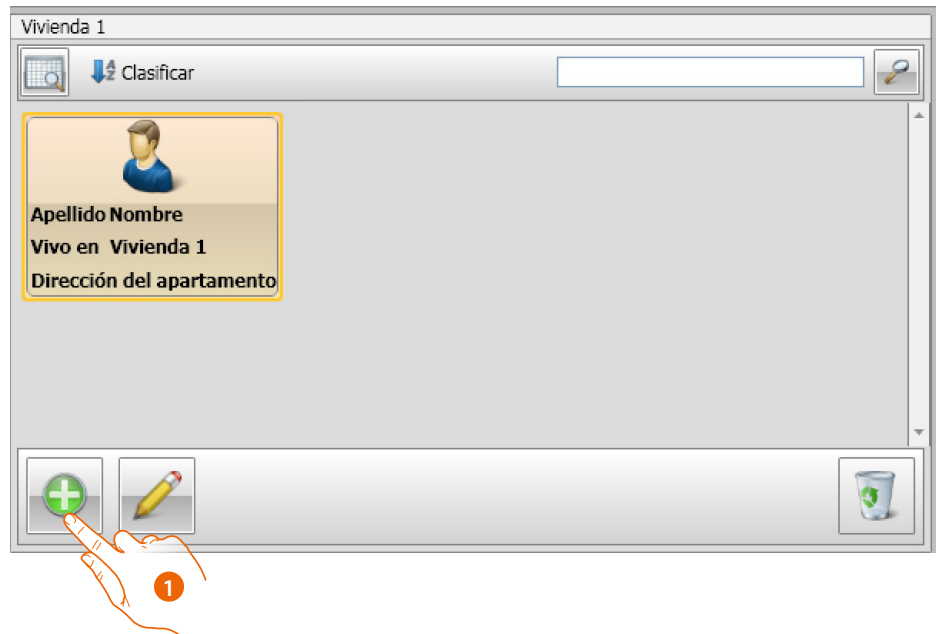 Vivienda 1
Clasificar
Apellido Nombre
Vivo en Vivienda 1
Dirección del apartamento
1